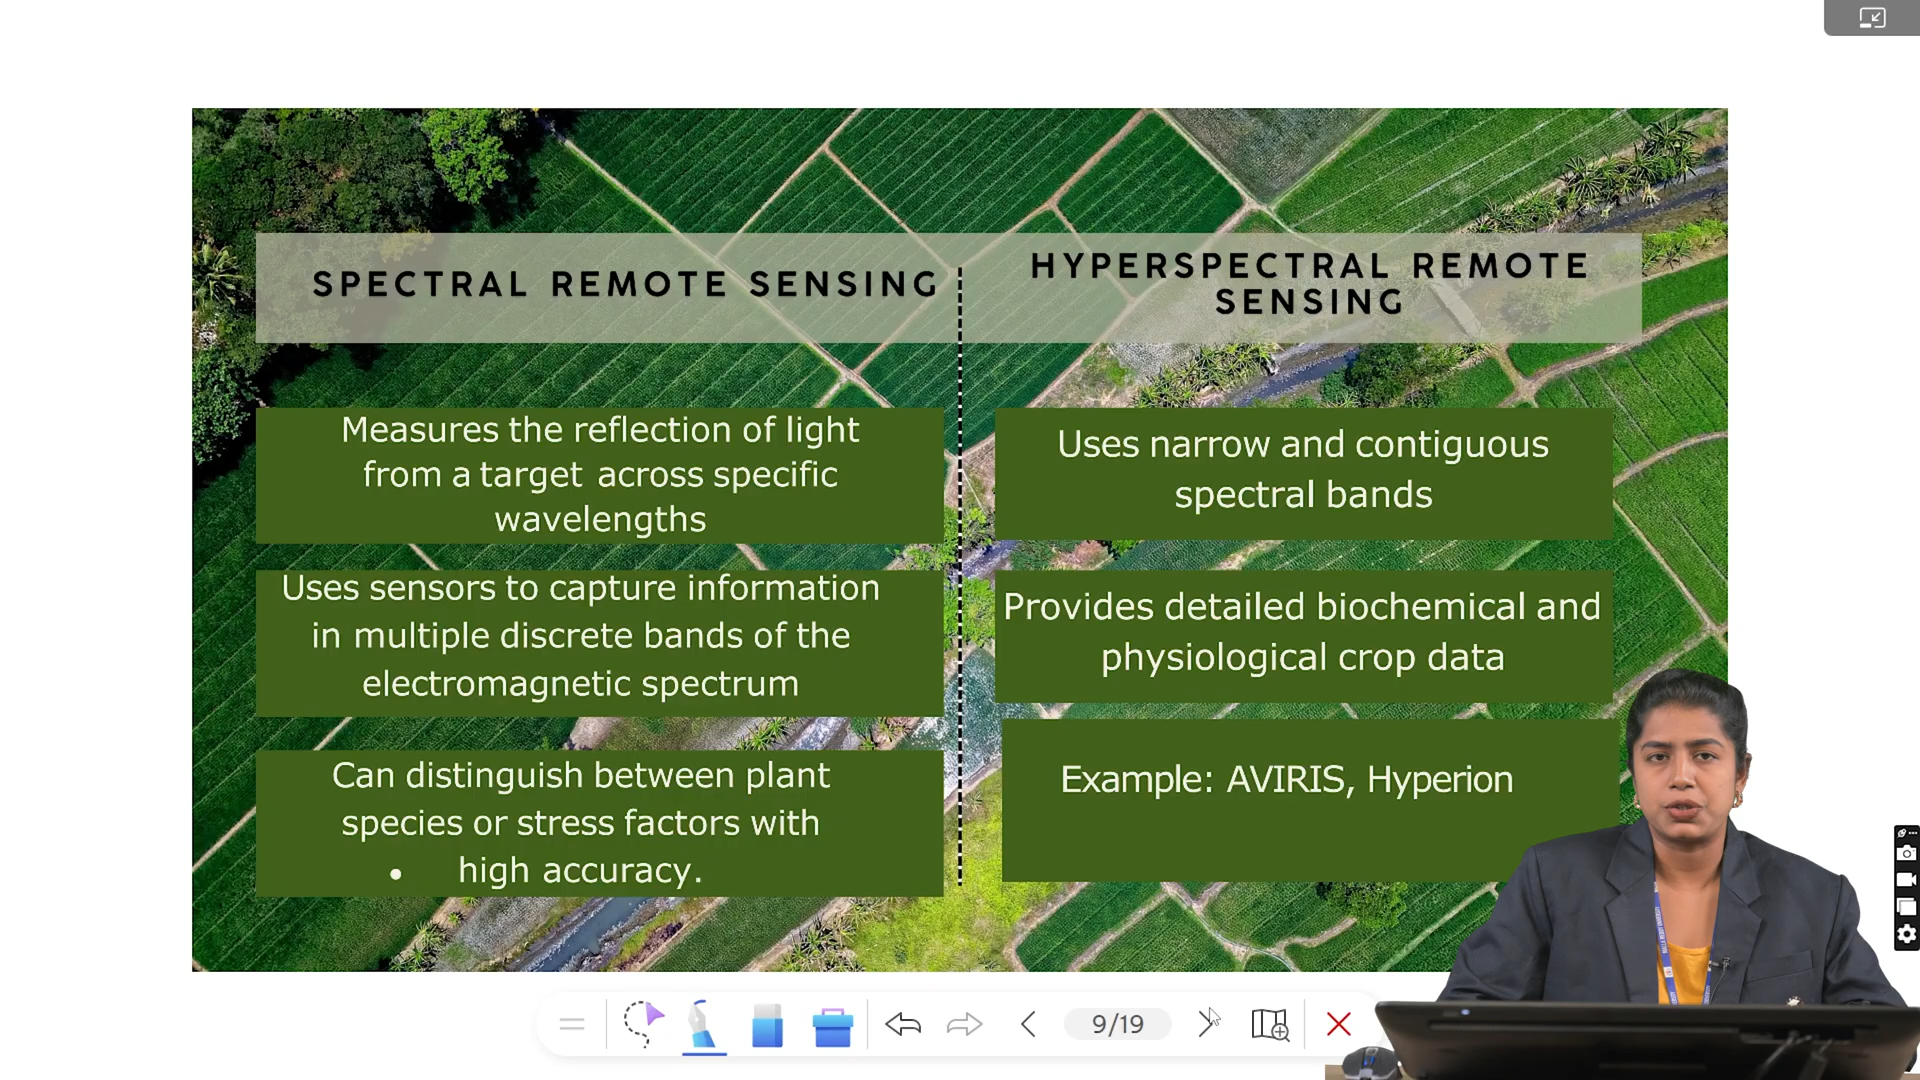 SPECTRAL REMOTE SENSING
HYPERSPECTRAL REMOTE
SENSING
Measures the reflection of light
from a target across specific
wavelengths
Uses sensors to capture information
in multiple discrete bands of the
electromagnetic spectrum
Can distinguish between plant
species or stress factors with
• high accuracy.
Uses narrow and contiguous
spectral bands
Provides detailed biochemical and
physiological crop data
Example: AVIRIS, Hyperion
9/19